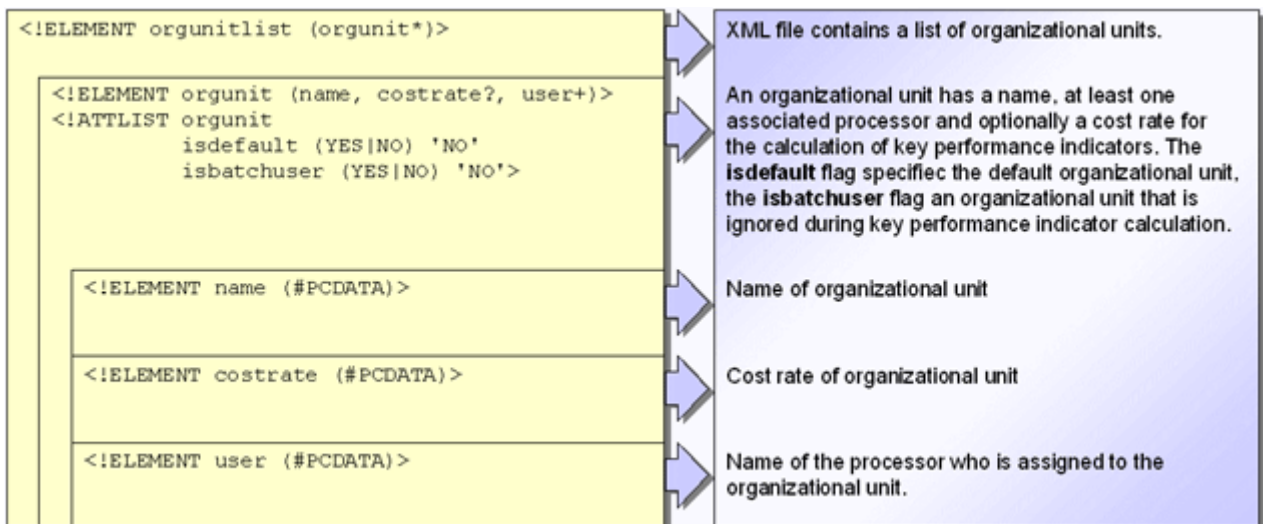 <!ELEMENT orgunitlist (orgunit*)>
XML file contains a list of organizational units.
<!ELEMENT orgunit (name, costrate?, user+)>
<!ATTLIST orgunit
isdefault (YES|NO) 'NO'
isbatchuser (YES|NO) 'NO'>
An organizational unit has a name, at least one
associated processor and optionally a cost rate for
the calculation of key performance indicators. The
isdefault flag specifiec the default organizational unit,
the isbatchuser flag an organizational unit that is
ignored during key performance indicator calculation.
<!ELEMENT name (#PCDATA)>
Name of organizational unit
<!ELEMENT costrate (#PCDATA)>
Cost rate of organizational unit
<!ELEMENT user (#PCDATA)>
Name of the processor who is assigned to the
organizational unit.